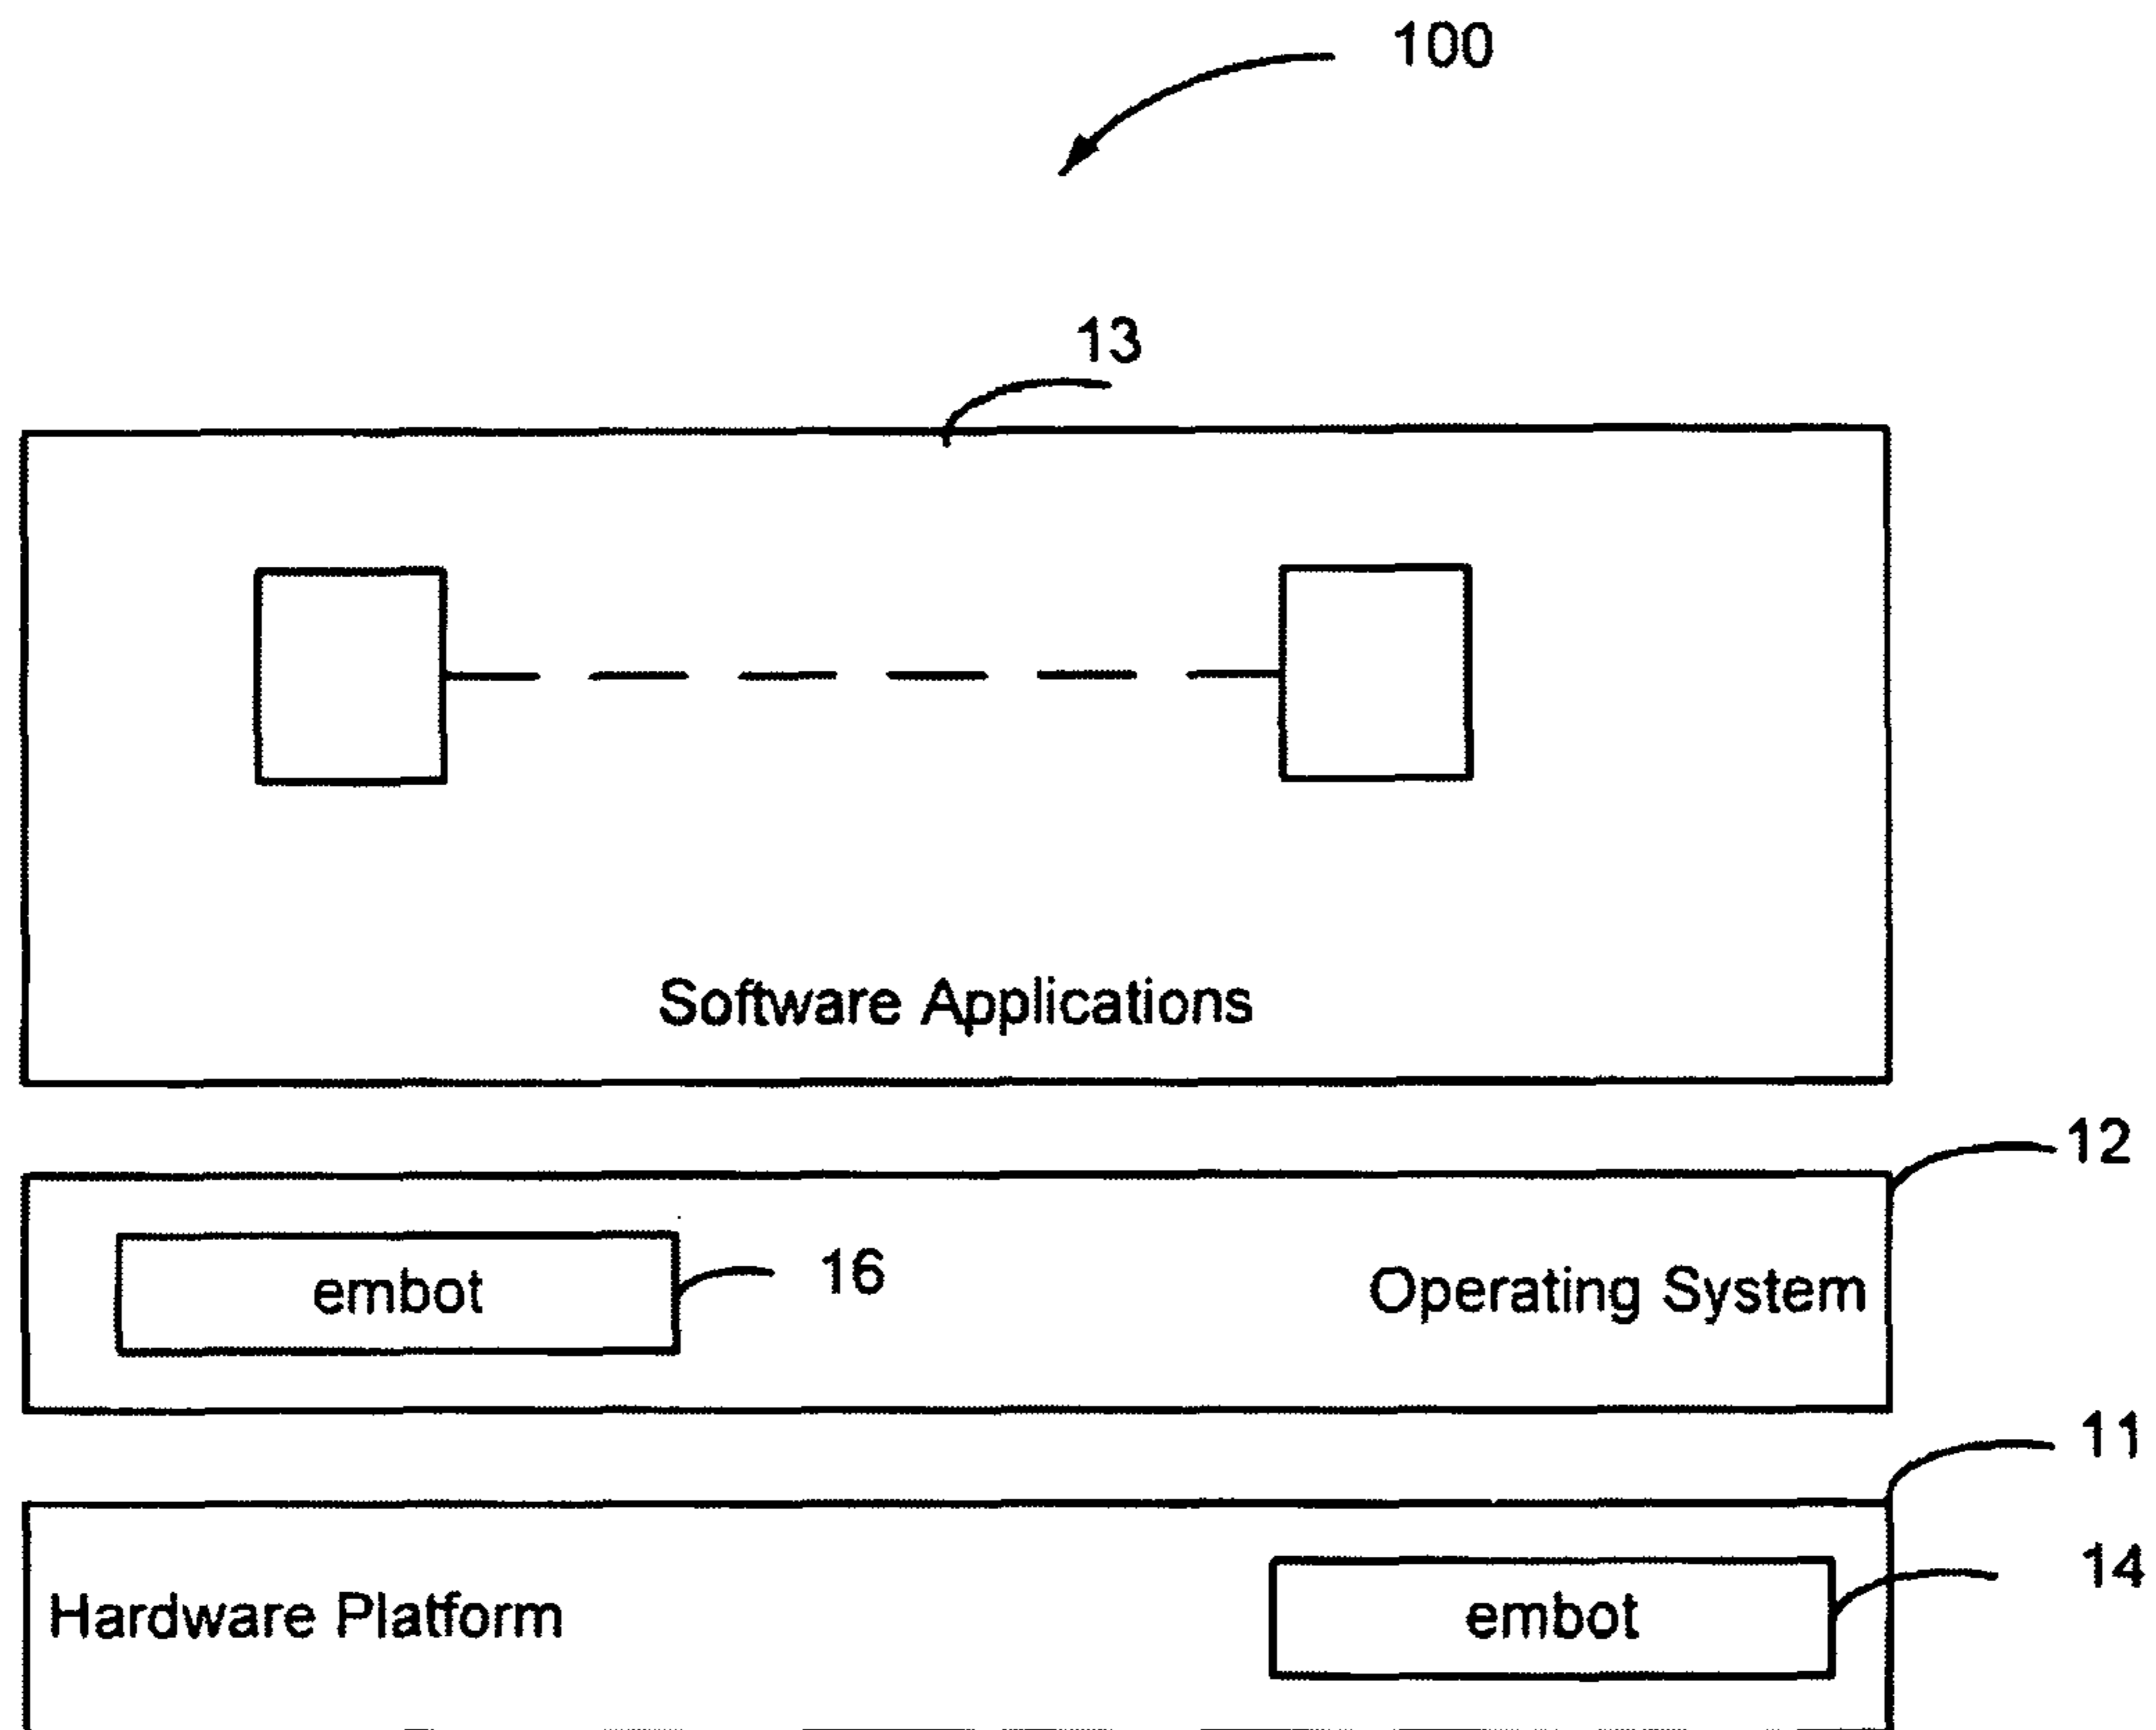 100
13
Software Applications
12
embot
16
Operating System
11
Hardware Platform
embot
14